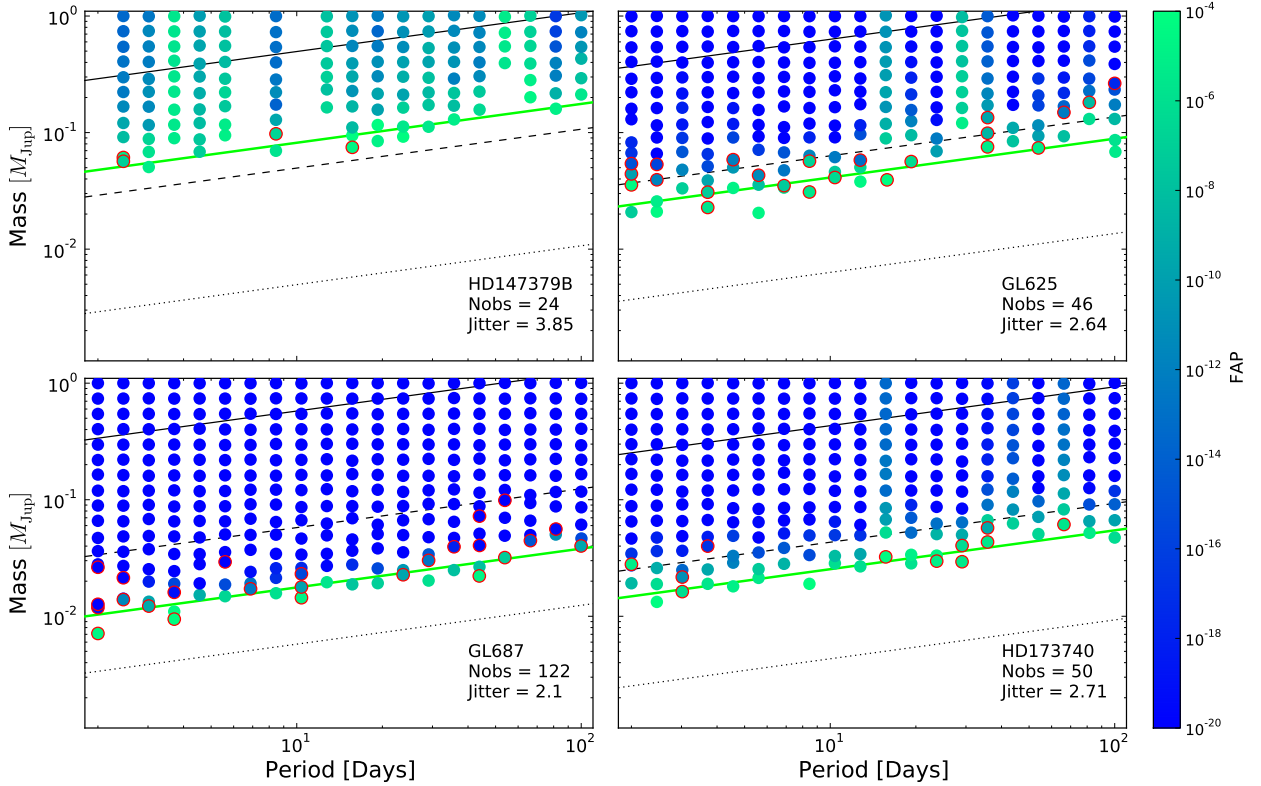 10^0
10^-1
10^-2
Mass [M_Jup]
HD147379B
Nobs = 24
Jitter = 3.85
GL625
Nobs = 46
Jitter = 2.64
10^0
10^-1
10^-2
Mass [M_Jup]
GL687
Nobs = 122
Jitter = 2.1
HD173740
Nobs = 50
Jitter = 2.71
10^1
10^2
10^1
10^2
Period [Days]
Period [Days]
10^-4
10^-6
10^-8
10^-10
10^-12
10^-14
10^-16
10^-18
10^-20
FAP